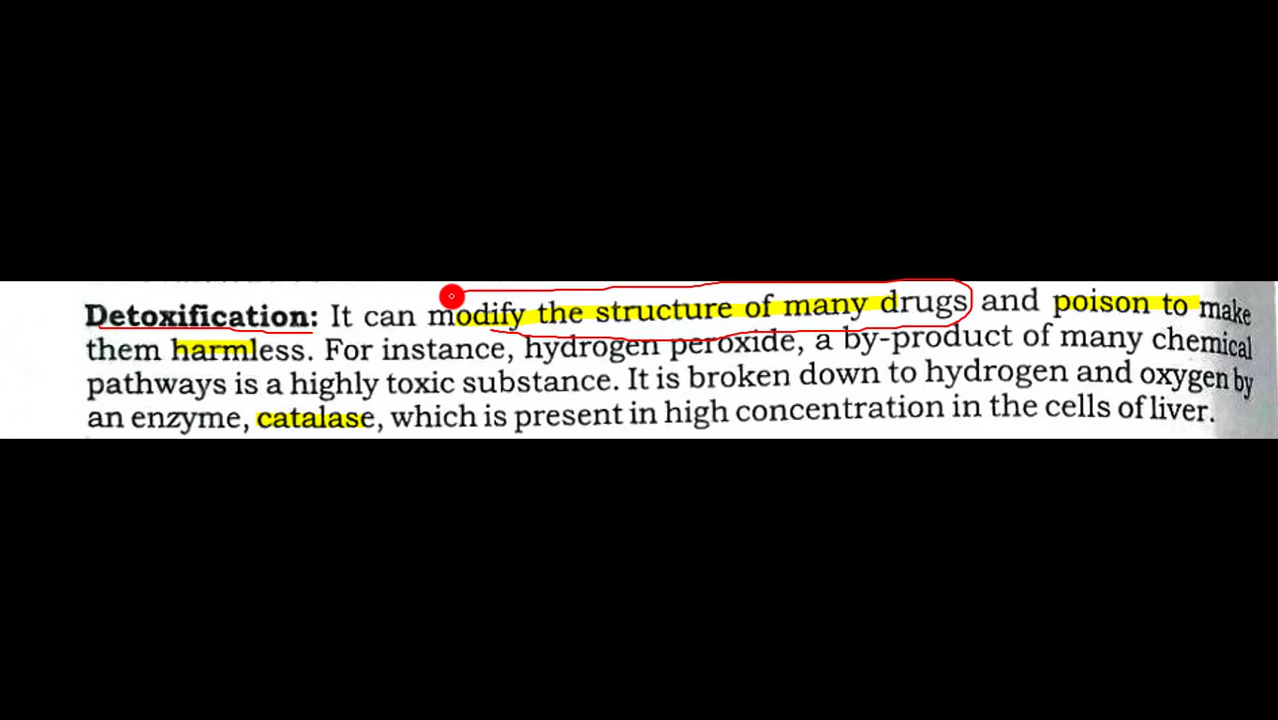 Detoxification: It can modify the structure of many drugs and poison to make
them harmless. For instance, hydrogen peroxide, a by-product of many chemical
pathways is a highly toxic substance. It is broken down to hydrogen and oxygen by
an enzyme, catalase, which is present in high concentration in the cells of liver.